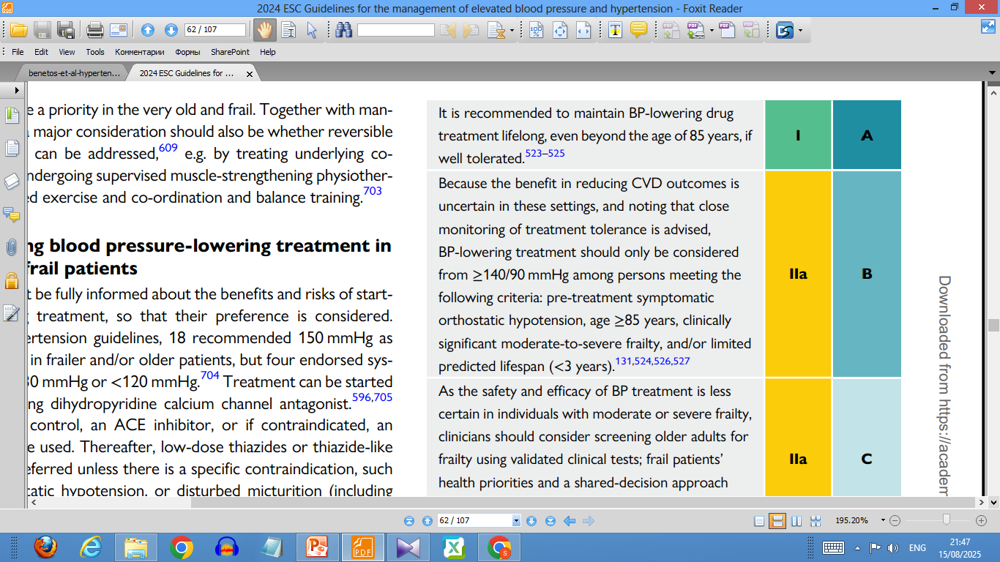 2024 ESC Guidelines for the management of elevated blood pressure and hypertension - Foxit Reader
62 / 107
File Edit View Tools Комментарии Формы SharePoint Help
benetos-et-al-hyperten... 2024 ESC Guidelines for ...
e a priority in the very old and frail. Together with man-
major consideration should also be whether reversible
can be addressed,609 e.g. by treating underlying co-
ndergoing supervised muscle-strengthening physiother-
ed exercise and co-ordination and balance training.703
ng blood pressure-lowering treatment in
frail patients
t be fully informed about the benefits and risks of start-
treatment, so that their preference is considered.
ertension guidelines, 18 recommended 150 mmHg as
in frailer and/or older patients, but four endorsed sys-
30 mmHg or <120 mmHg.704 Treatment can be started
ng dihydropyridine calcium channel antagonist.596,705
control, an ACE inhibitor, or if contraindicated, an
e used. Thereafter, low-dose thiazides or thiazide-like
eferred unless there is a specific contraindication, such
tatic hypotension, or disturbed micturition (including
It is recommended to maintain BP-lowering drug
treatment lifelong, even beyond the age of 85 years, if
well tolerated.523–525
I A
Because the benefit in reducing CVD outcomes is
uncertain in these settings, and noting that close
monitoring of treatment tolerance is advised,
BP-lowering treatment should only be considered
from ≥140/90 mmHg among persons meeting the
following criteria: pre-treatment symptomatic
orthostatic hypotension, age ≥85 years, clinically
significant moderate-to-severe frailty, and/or limited
predicted lifespan (<3 years).131,524,526,527
IIa B
As the safety and efficacy of BP treatment is less
certain in individuals with moderate or severe frailty,
clinicians should consider screening older adults for
frailty using validated clinical tests; frail patients’
health priorities and a shared-decision approach
IIa C
Downloaded from https://academ
62 / 107
195.20%
ENG
21:47
15/08/2025